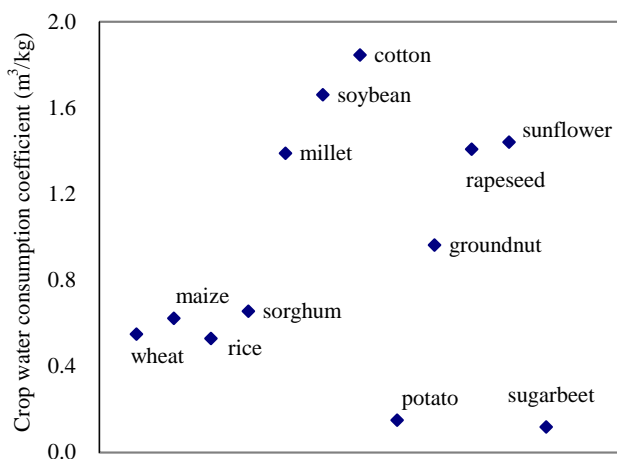 Crop water consumption coefficient (m³/kg)
2.0
1.6
1.2
0.8
0.4
0.0
cotton
soybean
sunflower
millet
rapeseed
groundnut
maize
sorghum
wheat
rice
potato
sugarbeet